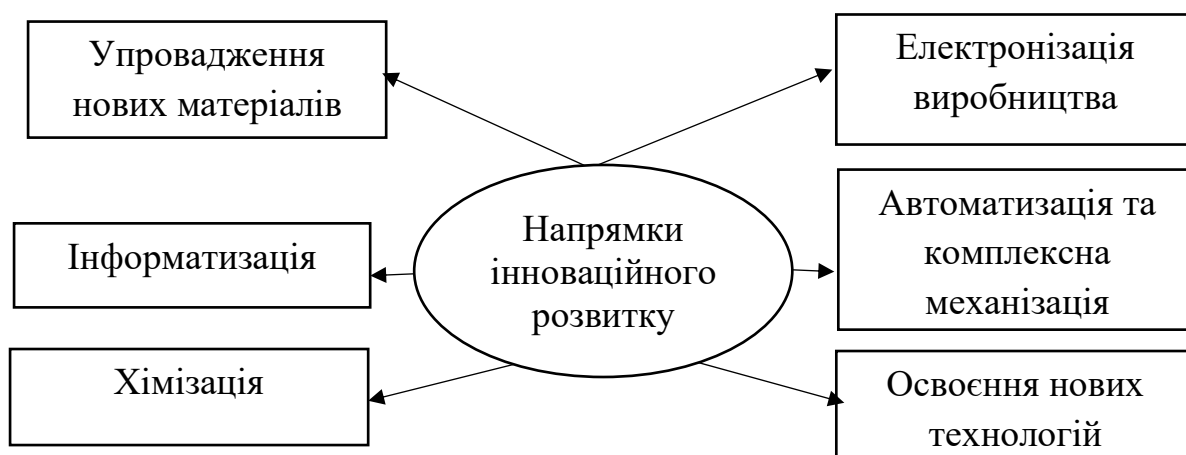 Упровадження
нових матеріалів
Електронізація
виробництва
Інформатизація
Напрямки
інноваційного
розвитку
Автоматизація та
комплексна
механізація
Хімізація
Освоєння нових
технологій